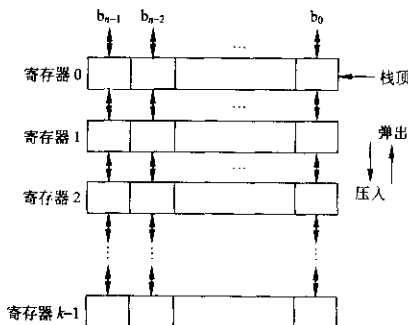 bn−1 bn−2 ... b0
寄存器 0 栈顶
...
寄存器 1 弹出
...
寄存器 2 压入
寄存器 k−1